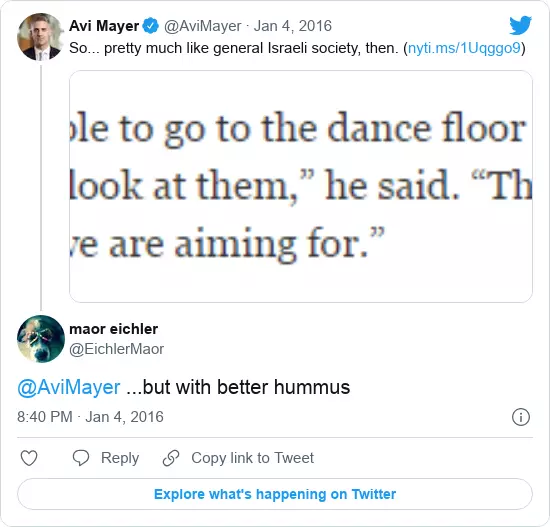 Avi Mayer @AviMayer · Jan 4, 2016
So... pretty much like general Israeli society, then. (nyti.ms/1Uqggo9)
ble to go to the dance floor
look at them,” he said. “Th
ve are aiming for.”
maor eichler
@EichlerMaor
@AviMayer ...but with better hummus
8:40 PM · Jan 4, 2016
Reply Copy link to Tweet
Explore what's happening on Twitter